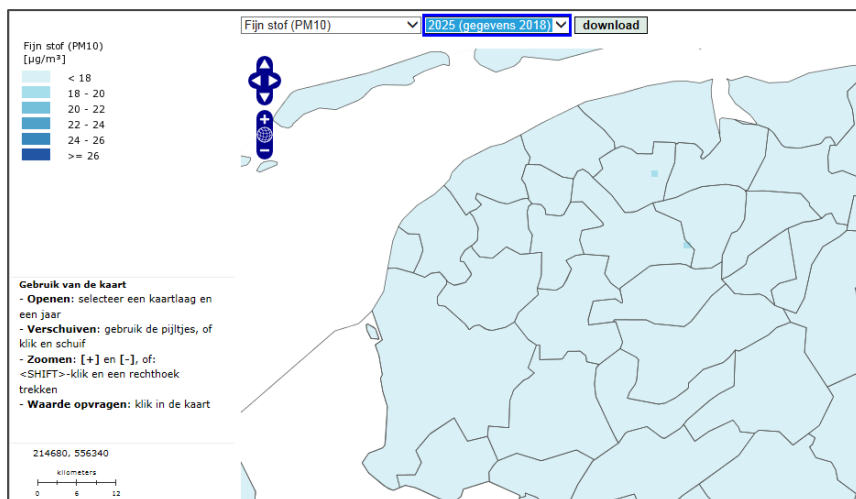 Fijn stof (PM10)
2025 (gegevens 2018)
download
Fijn stof (PM10)
[µg/m³]
< 18
18 - 20
20 - 22
22 - 24
24 - 26
>= 26
Gebruik van de kaart
- Openen: selecteer een kaartlaag en
een jaar
- Verschuiven: gebruik de pijltjes, of
klik en schuif
- Zoomen: [+] en [-], of:
<SHIFT>-klik en een rechthoek
trekken
- Waarde opvragen: klik in de kaart
214680, 556340
kilometers
0 6 12